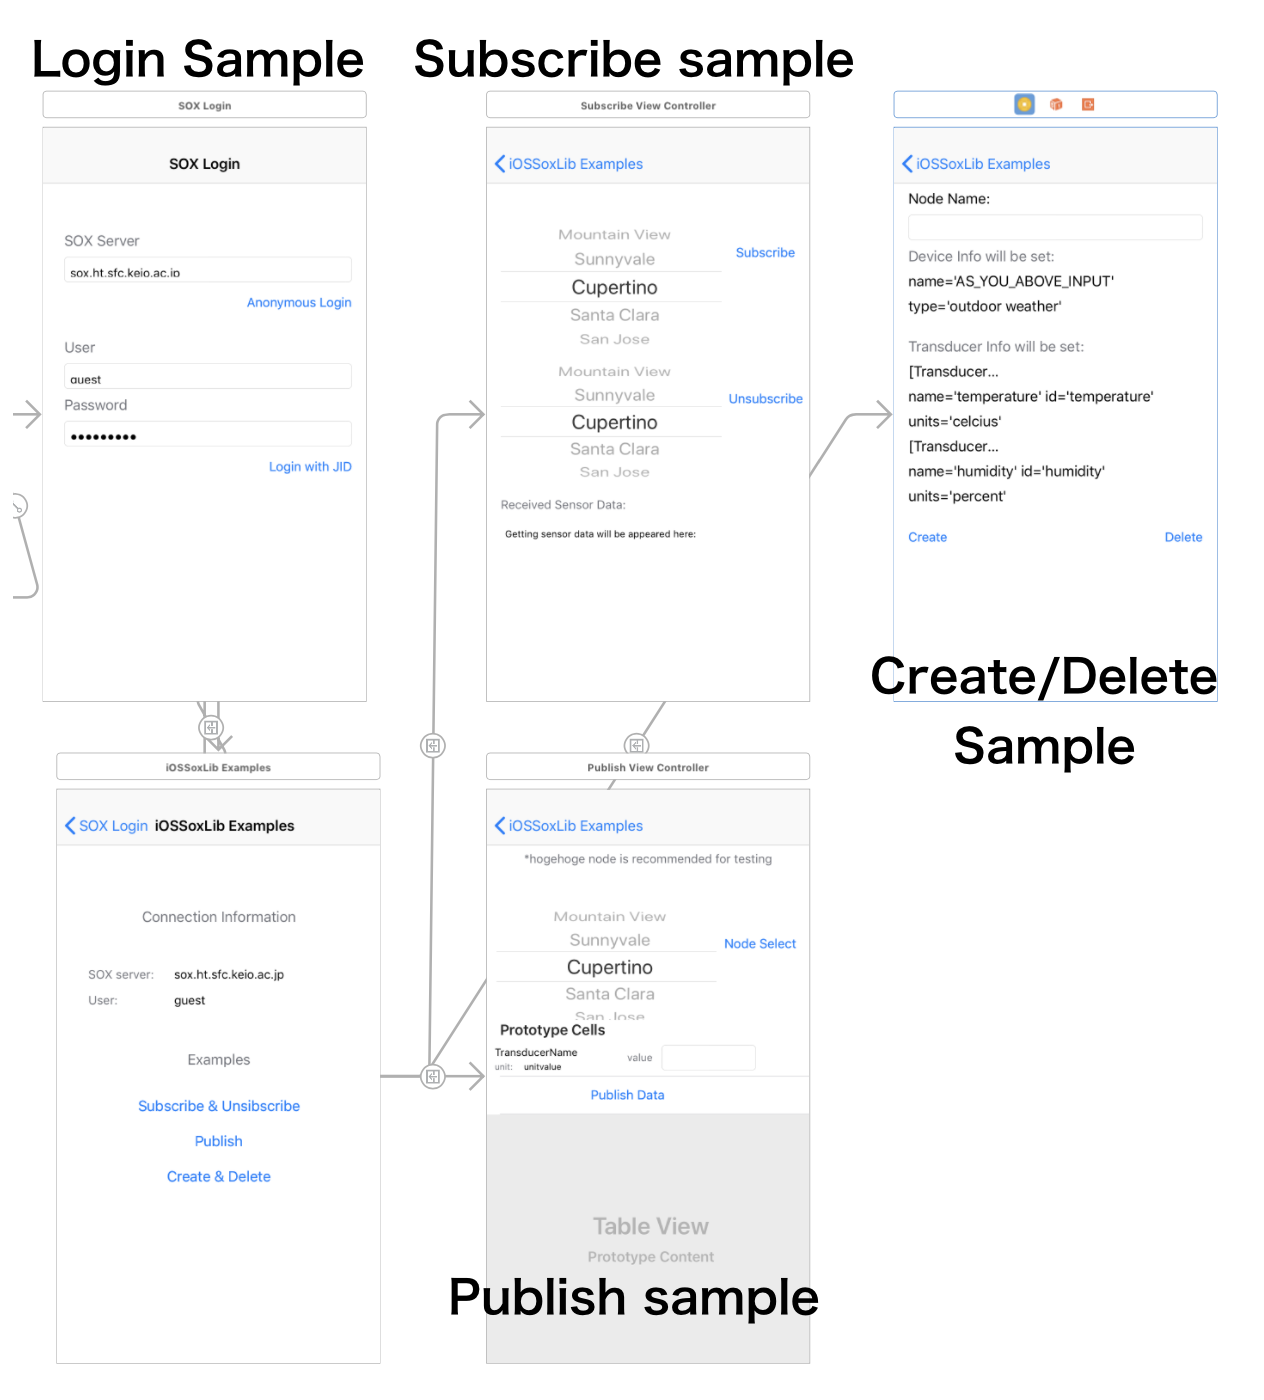 Login Sample
SOX Login
SOX Login
SOX Server
sox.ht.sfc.keio.ac.jp
Anonymous Login
User
guest
Password
•••••••••
Login with JID
Subscribe sample
Subscribe View Controller
iOSSoxLib Examples
Mountain View
Sunnyvale
Cupertino
Santa Clara
San Jose
Subscribe
Mountain View
Sunnyvale
Cupertino
Santa Clara
San Jose
Unsubscribe
Received Sensor Data:
Getting sensor data will be appeared here:
iOSSoxLib Examples
Node Name:
Device Info will be set:
name='AS_YOU_ABOVE_INPUT'
type='outdoor weather'
Transducer Info will be set:
[Transducer...
name='temperature' id='temperature'
units='celcius'
[Transducer...
name='humidity' id='humidity'
units='percent'
Create
Delete
Create/Delete
Sample
iOSSoxLib Examples
SOX Login iOSSoxLib Examples
Connection Information
SOX server: sox.ht.sfc.keio.ac.jp
User: guest
Examples
Subscribe & Unsibscribe
Publish
Create & Delete
Publish View Controller
iOSSoxLib Examples
*hogehoge node is recommended for testing
Mountain View
Sunnyvale
Cupertino
Santa Clara
San Jose
Node Select
Prototype Cells
TransducerName
unit: unitvalue
value
Publish Data
Table View
Prototype Content
Publish sample